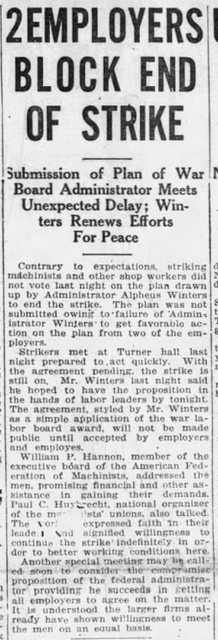 2 EMPLOYERS
BLOCK END
OF STRIKE
Submission of Plan of War
Board Administrator Meets
Unexpected Delay; Win-
ters Renews Efforts
For Peace
Contrary to expectations, striking
machinists and other shop workers did
not vote last night on the plan drawn
up by Administrator Alpheus Winters
to end the strike. The plan was not
submitted owing to failure of Admin-
istrator Winters to get favorable ac-
tion on the plan from two of the em-
ployers.
Strikers met at Turner hall last
night prepared to act quickly. With
the agreement pending, the strike is
still on. Mr. Winters last night said
he hoped to have the proposition in
the hands of labor leaders by tonight.
The agreement, styled by Mr. Winters
as a simple application of the war la-
bor board award, will not be made
public until accepted by employers
and employes.
William P. Hannon, member of the
executive board of the American Fed-
eration of Machinists, addressed the
men, promising financial and other as-
sistance in gaining their demands.
Paul C. national organizer
of the unions, also talked.
The expressed faith in their
and signified willingness to
continue the strike indefinitely in or-
der to better working conditions here.
Another special meeting may be call-
ed soon to consider the compromise
proposition of the federal administra-
tor providing he succeeds in getting
all employers to agree on the matter.
It is understood the larger firms al-
ready have shown willingness to meet
the men on an equal basis.